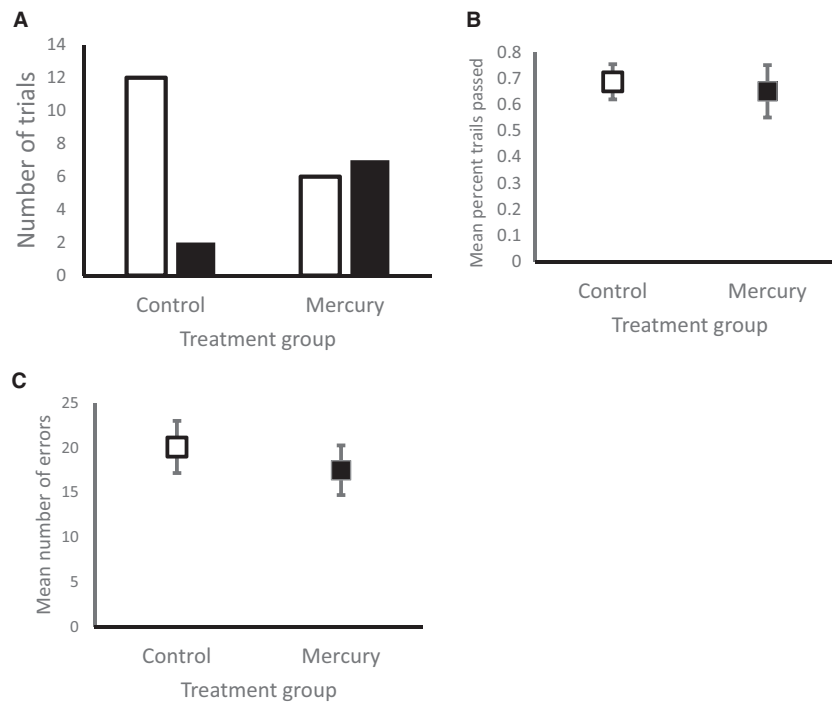 A
Number of trials
14
12
10
8
6
4
2
0
Control Mercury
Treatment group
B
Mean percent trails passed
0.8
0.7
0.6
0.5
0.4
0.3
0.2
0.1
0
Control Mercury
Treatment group
C
Mean number of errors
25
20
15
10
5
0
Control Mercury
Treatment group